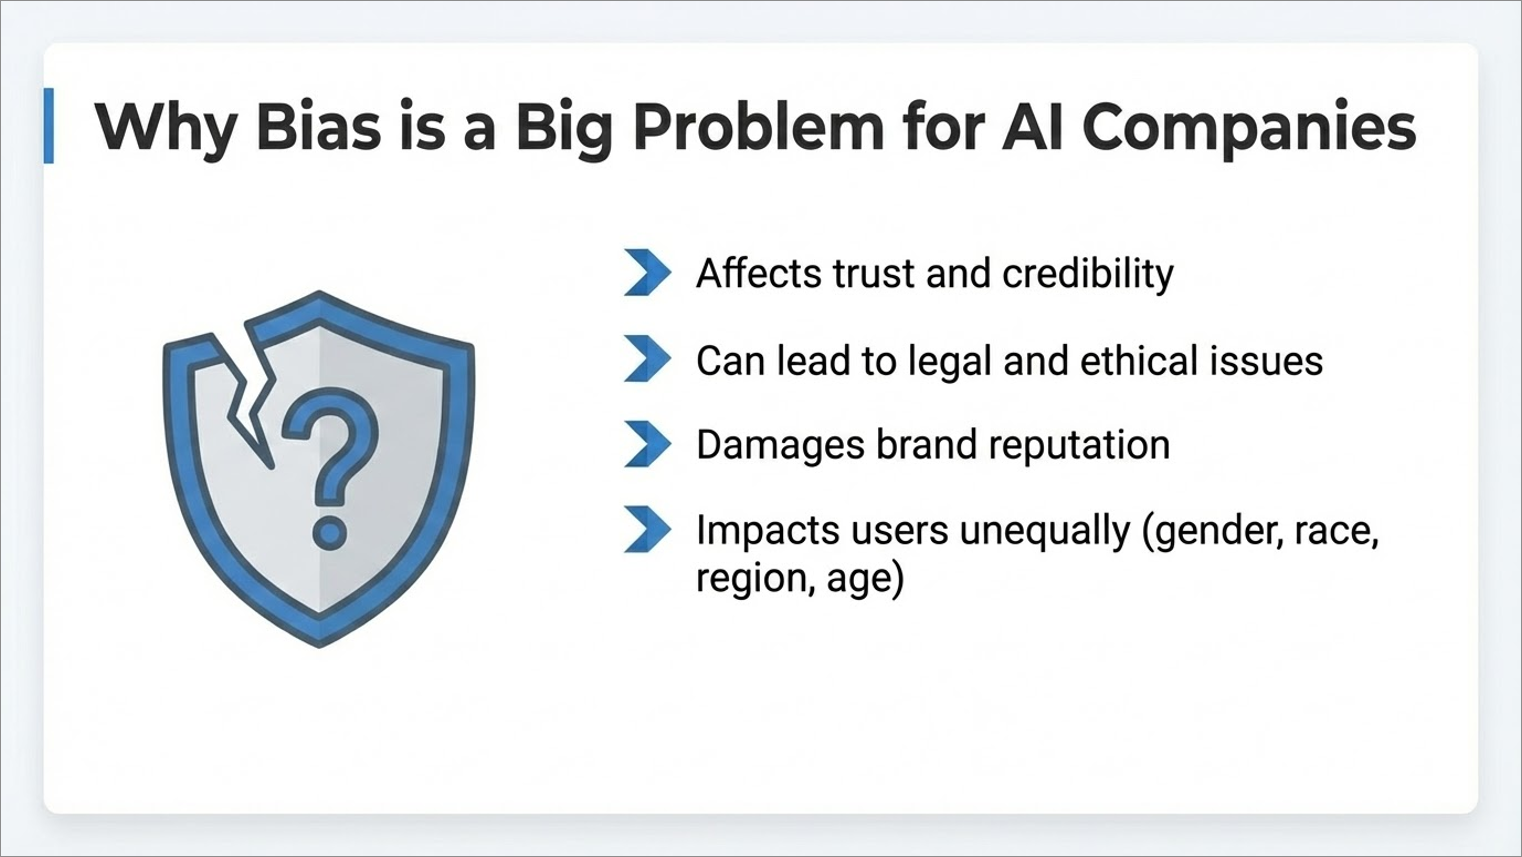 Why Bias is a Big Problem for AI Companies
Affects trust and credibility
Can lead to legal and ethical issues
Damages brand reputation
Impacts users unequally (gender, race,
region, age)
?